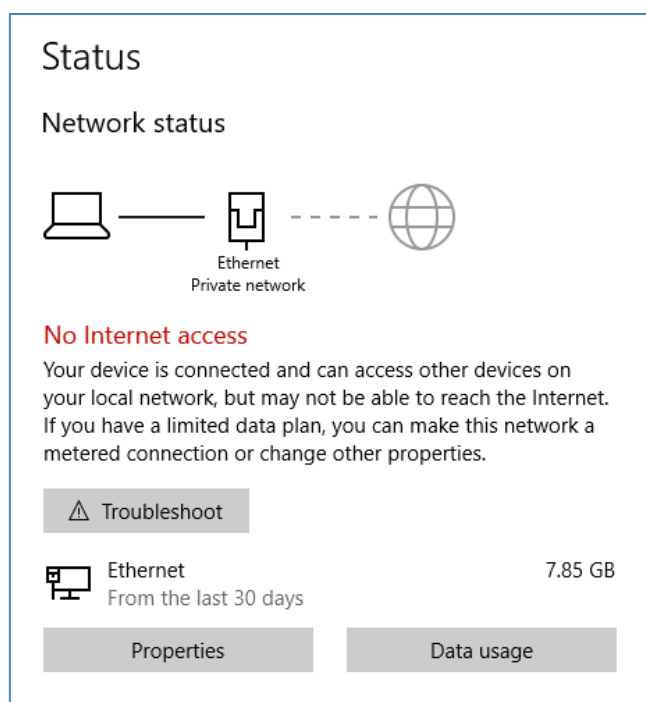 Status
Network status
Ethernet
Private network
No Internet access
Your device is connected and can access other devices on
your local network, but may not be able to reach the Internet.
If you have a limited data plan, you can make this network a
metered connection or change other properties.
Troubleshoot
Ethernet 7.85 GB
From the last 30 days
Properties Data usage